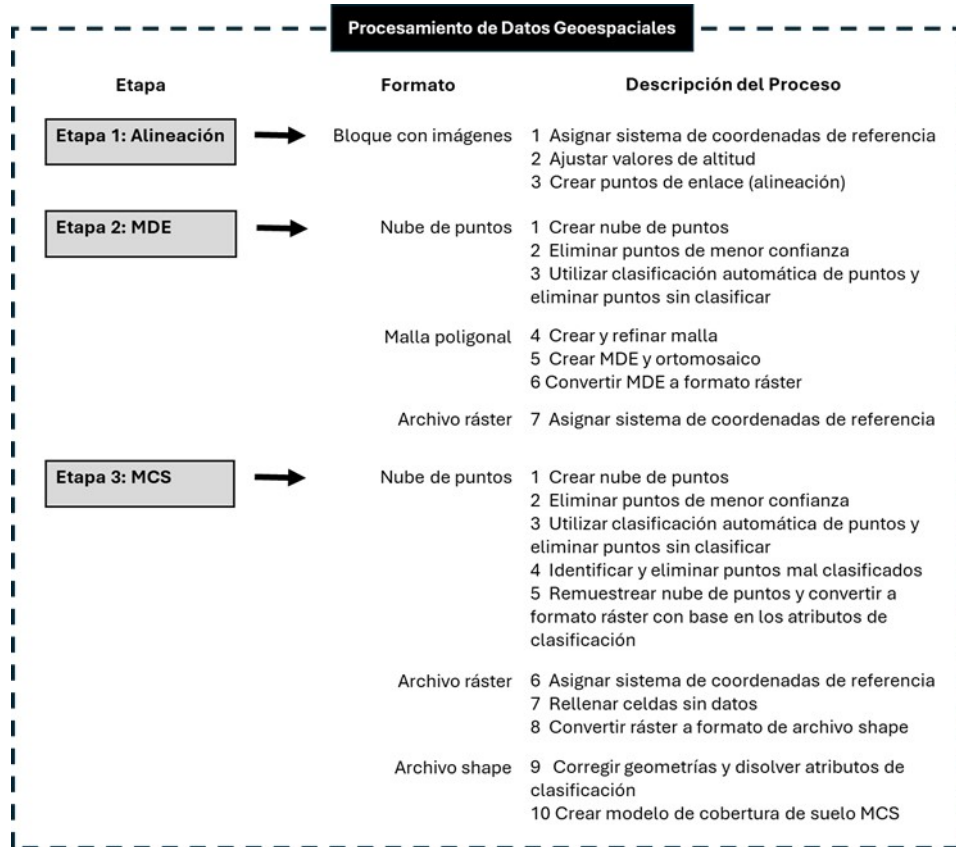 Procesamiento de Datos Geoespaciales
Etapa Formato Descripción del Proceso
Etapa 1: Alineación Bloque con imágenes 1 Asignar sistema de coordenadas de referencia
2 Ajustar valores de altitud
3 Crear puntos de enlace (alineación)
Etapa 2: MDE Nube de puntos 1 Crear nube de puntos
2 Eliminar puntos de menor confianza
3 Utilizar clasificación automática de puntos y
eliminar puntos sin clasificar
Malla poligonal 4 Crear y refinar malla
5 Crear MDE y ortomosaico
6 Convertir MDE a formato ráster
Archivo ráster 7 Asignar sistema de coordenadas de referencia
Etapa 3: MCS Nube de puntos 1 Crear nube de puntos
2 Eliminar puntos de menor confianza
3 Utilizar clasificación automática de puntos y
eliminar puntos sin clasificar
4 Identificar y eliminar puntos mal clasificados
5 Remuestrear nube de puntos y convertir a
formato ráster con base en los atributos de
clasificación
Archivo ráster 6 Asignar sistema de coordenadas de referencia
7 Rellenar celdas sin datos
8 Convertir ráster a formato de archivo shape
Archivo shape 9 Corregir geometrías y disolver atributos de
clasificación
10 Crear modelo de cobertura de suelo MCS